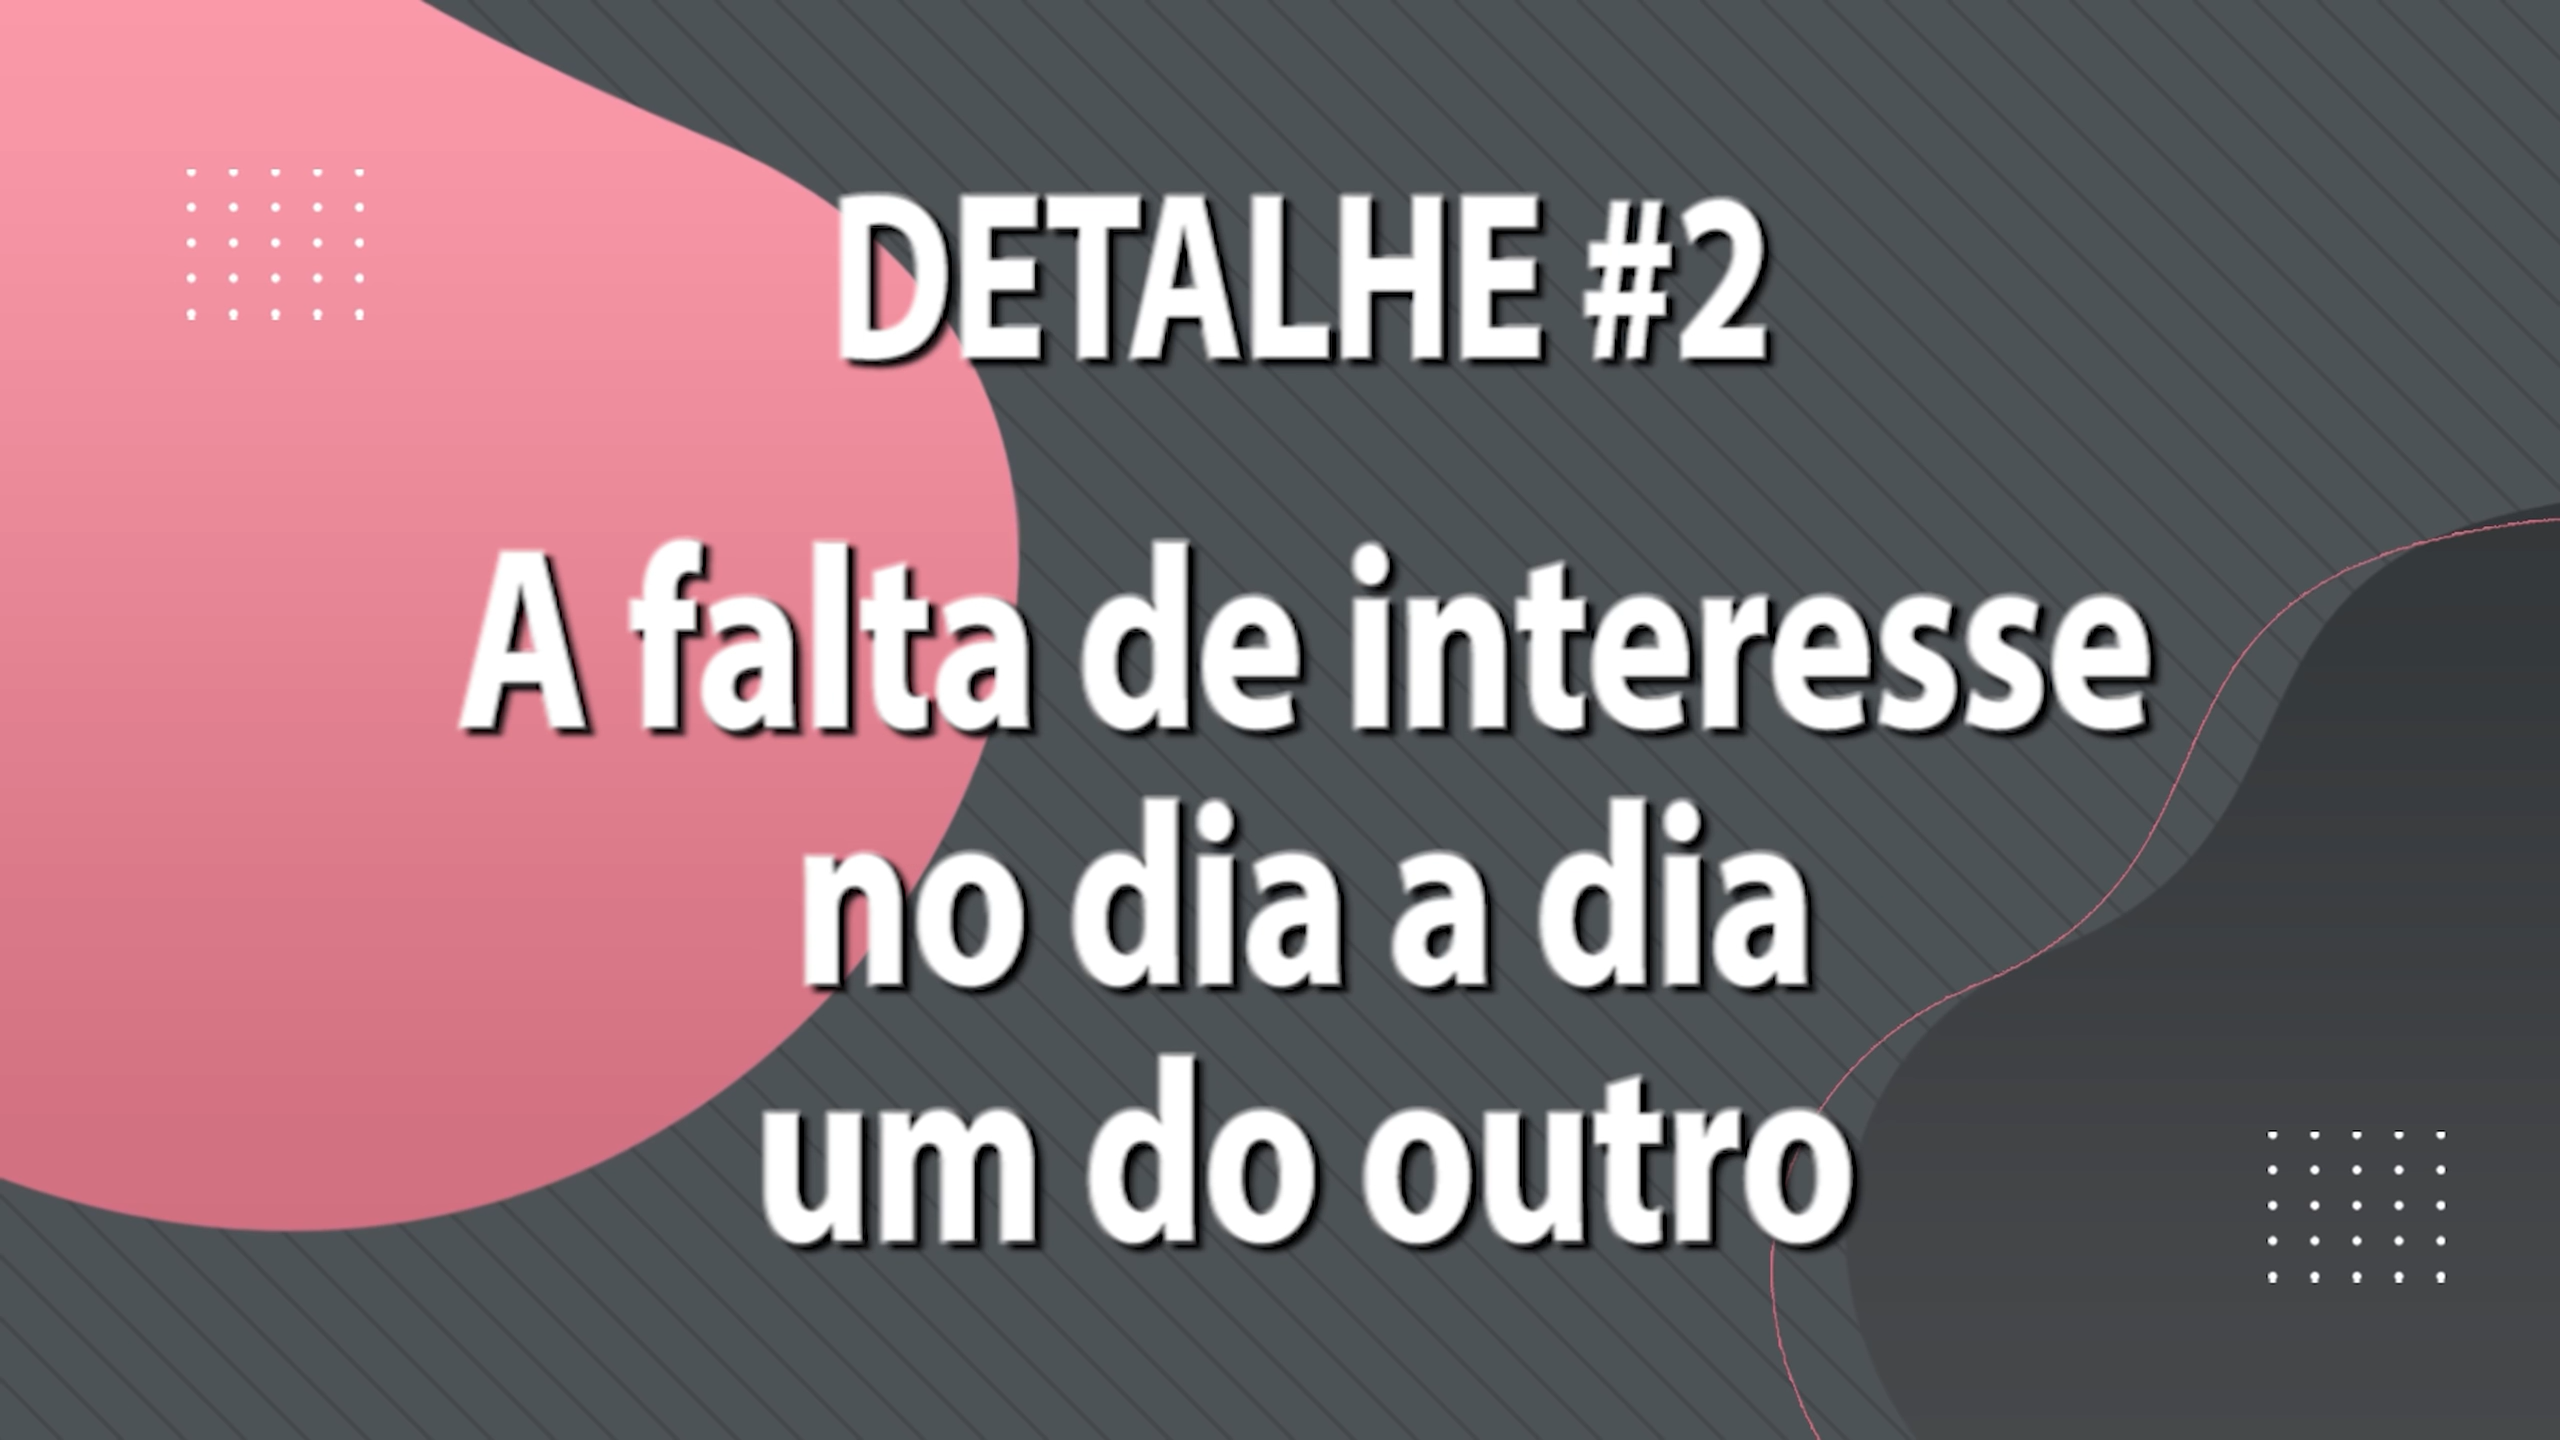 DETALHE #2
A falta de interesse
no dia a dia
um do outro